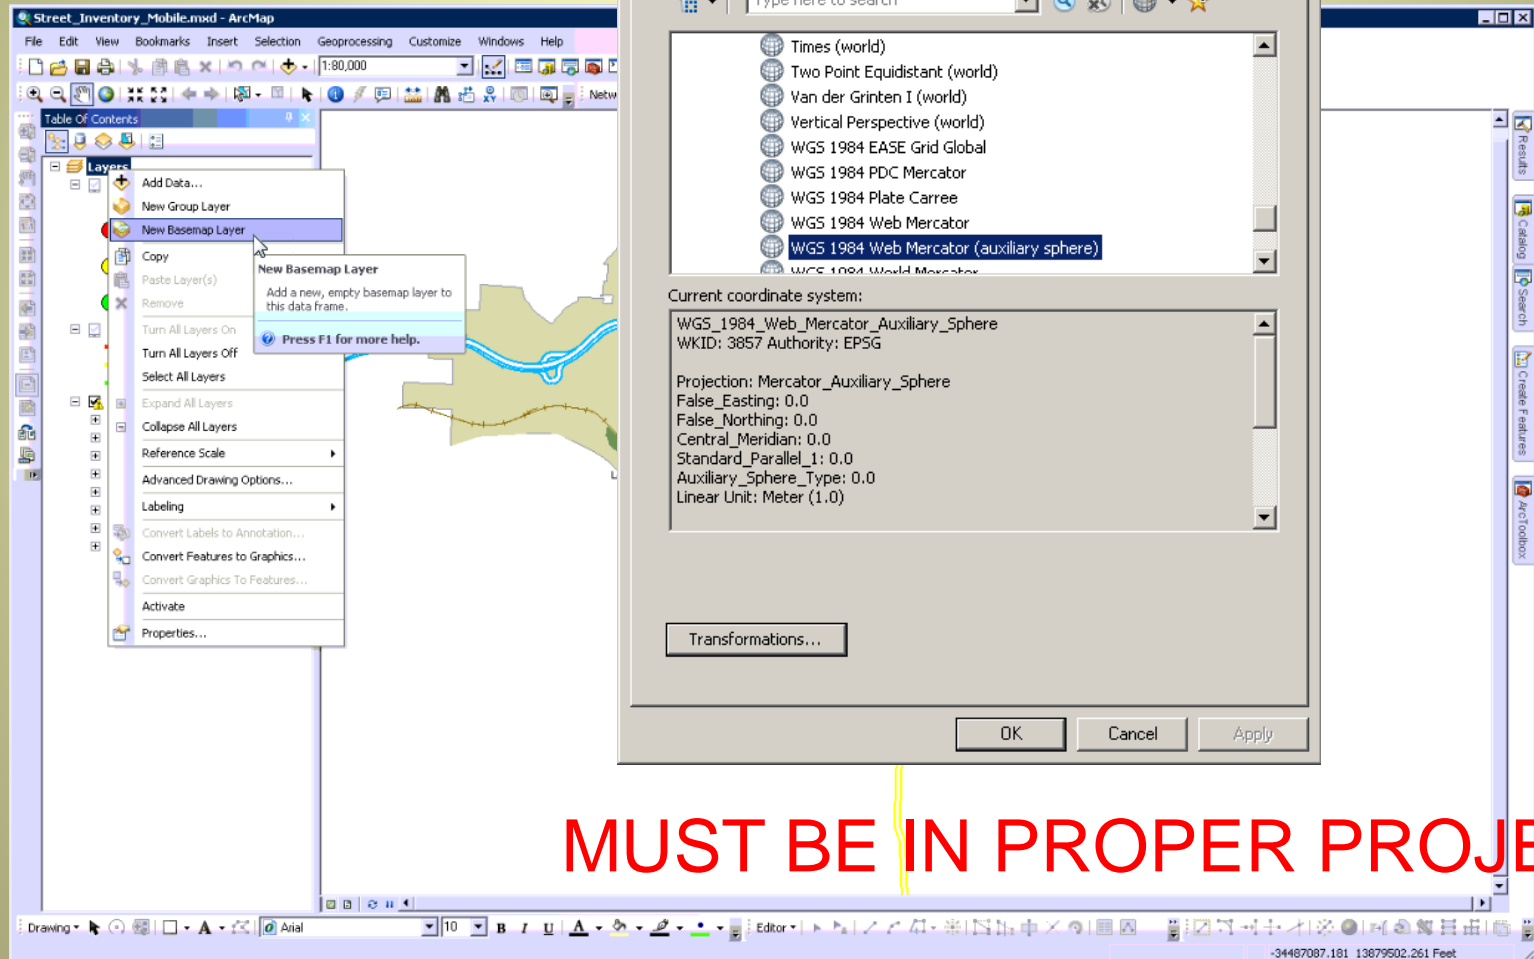 Street_Inventory_Mobile.mxd - ArcMap
File Edit View Bookmarks Insert Selection Geoprocessing Customize Windows Help
1:80,000
Netw
Table Of Contents
Layers
Add Data...
New Group Layer
New Basemap Layer
Copy
Paste Layer(s)
Remove
Turn All Layers On
Turn All Layers Off
Select All Layers
Expand All Layers
Collapse All Layers
Reference Scale
Advanced Drawing Options...
Labeling
Convert Labels to Annotation...
Convert Features to Graphics...
Convert Graphics To Features...
Activate
Properties...
New Basemap Layer
Add a new, empty basemap layer to
this data frame.
Press F1 for more help.
Type here to search
Times (world)
Two Point Equidistant (world)
Van der Grinten I (world)
Vertical Perspective (world)
WGS 1984 EASE Grid Global
WGS 1984 PDC Mercator
WGS 1984 Plate Carree
WGS 1984 Web Mercator
WGS 1984 Web Mercator (auxiliary sphere)
WGS 1984 World Mercator
Current coordinate system:
WGS_1984_Web_Mercator_Auxiliary_Sphere
WKID: 3857 Authority: EPSG
Projection: Mercator_Auxiliary_Sphere
False_Easting: 0.0
False_Northing: 0.0
Central_Meridian: 0.0
Standard_Parallel_1: 0.0
Auxiliary_Sphere_Type: 0.0
Linear Unit: Meter (1.0)
Transformations...
OK Cancel Apply
Results
Catalog
Search
Create Features
ArcToolbox
MUST BE IN PROPER PROJE
Drawing Arial 10 B I U A Editor
-34487087.181 13879502.261 Feet